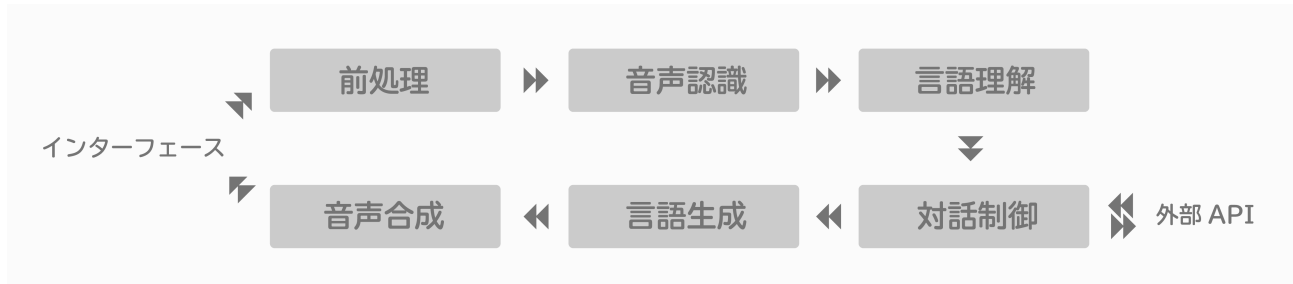 前処理
音声認識
言語理解
インターフェース
音声合成
言語生成
対話制御
外部 API